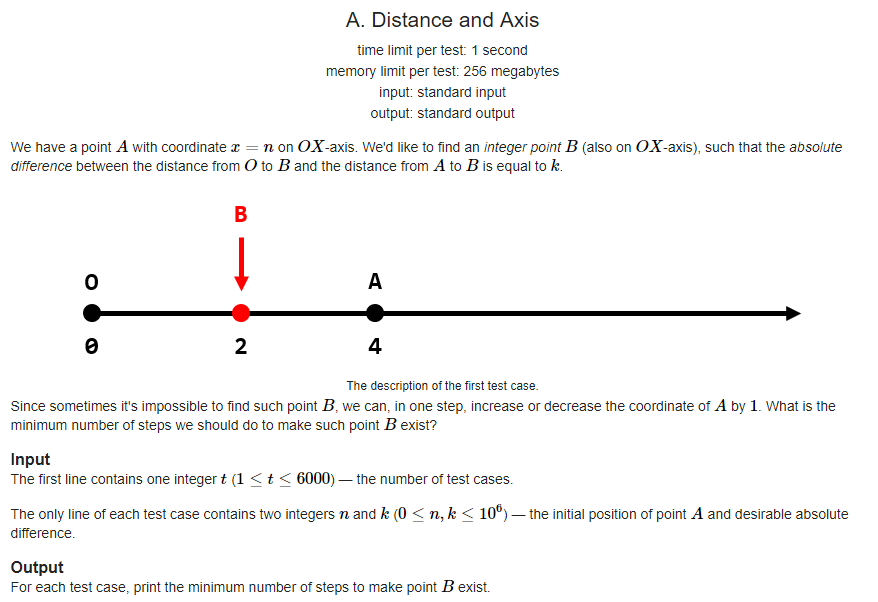 A. Distance and Axis
time limit per test: 1 second
memory limit per test: 256 megabytes
input: standard input
output: standard output
We have a point A with coordinate x = n on OX-axis. We'd like to find an integer point B (also on OX-axis), such that the absolute
difference between the distance from O to B and the distance from A to B is equal to k.
B
O A
0 2 4
The description of the first test case.
Since sometimes it's impossible to find such point B, we can, in one step, increase or decrease the coordinate of A by 1. What is the
minimum number of steps we should do to make such point B exist?
Input
The first line contains one integer t (1 ≤ t ≤ 6000) — the number of test cases.
The only line of each test case contains two integers n and k (0 ≤ n, k ≤ 10⁶) — the initial position of point A and desirable absolute
difference.
Output
For each test case, print the minimum number of steps to make point B exist.